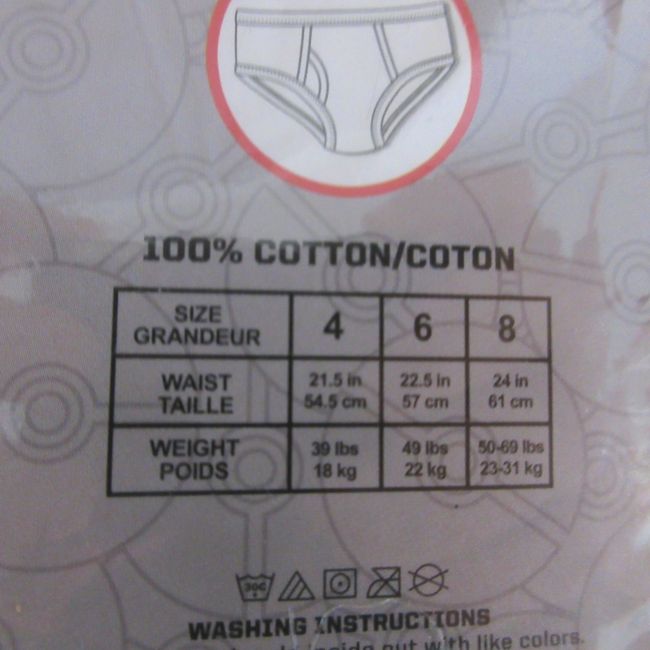 100% COTTON/COTON
SIZE 4 6 8
GRANDEUR
WAIST 21.5 in 22.5 in 24 in
TAILLE 54.5 cm 57 cm 61 cm
WEIGHT 39 lbs 49 lbs 50-69 lbs
POIDS 18 kg 22 kg 23-31 kg
30C
WASHING INSTRUCTIONS
inside out with like colors.